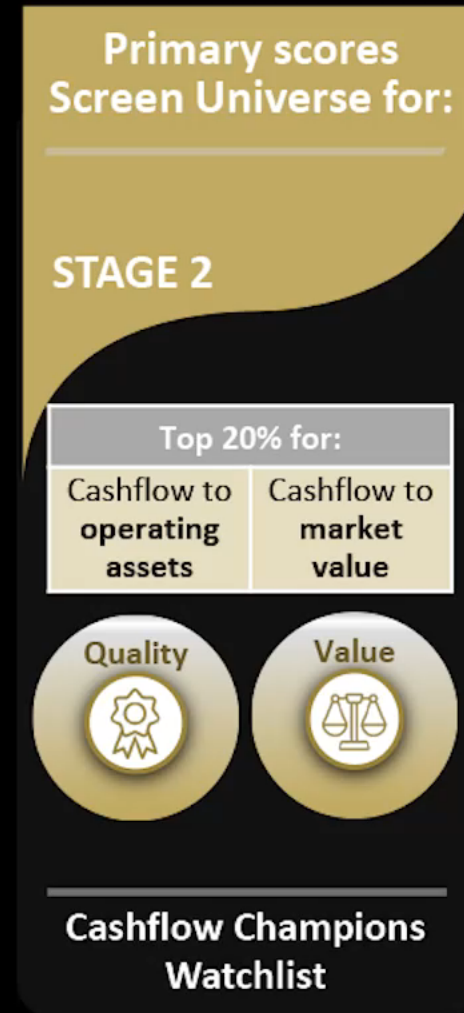 Primary scores
Screen Universe for:
STAGE 2
Top 20% for:
Cashflow to
operating
assets
Cashflow to
market
value
Quality
Value
Cashflow Champions
Watchlist